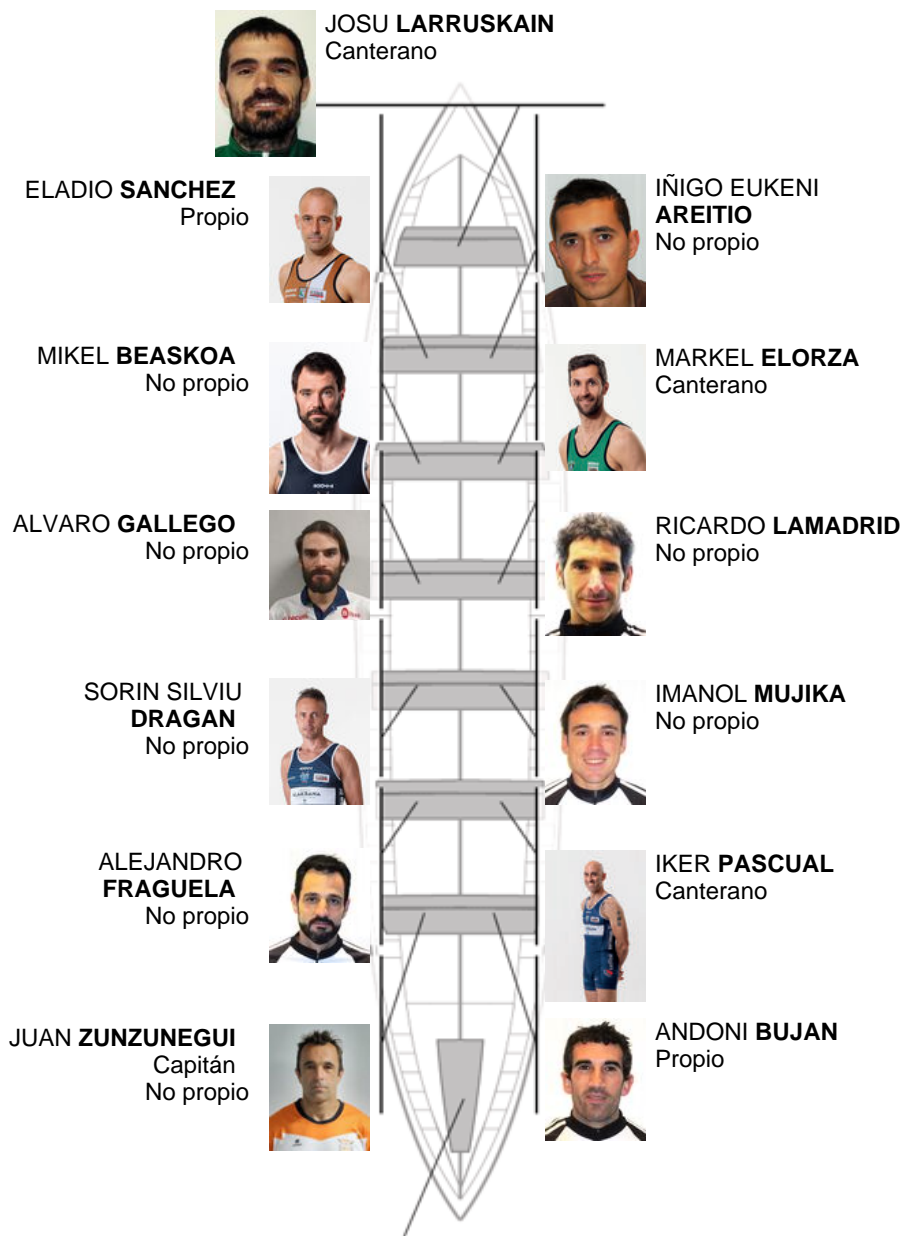 JOSU LARRUSKAIN
Canterano
ELADIO SANCHEZ
Propio
IÑIGO EUKENI
AREITIO
No propio
MIKEL BEASKOA
No propio
MARKEL ELORZA
Canterano
ALVARO GALLEGO
No propio
RICARDO LAMADRID
No propio
SORIN SILVIU
DRAGAN
No propio
IMANOL MUJIKA
No propio
ALEJANDRO
FRAGUELA
No propio
IKER PASCUAL
Canterano
JUAN ZUNZUNEGUI
Capitán
No propio
ANDONI BUJAN
Propio